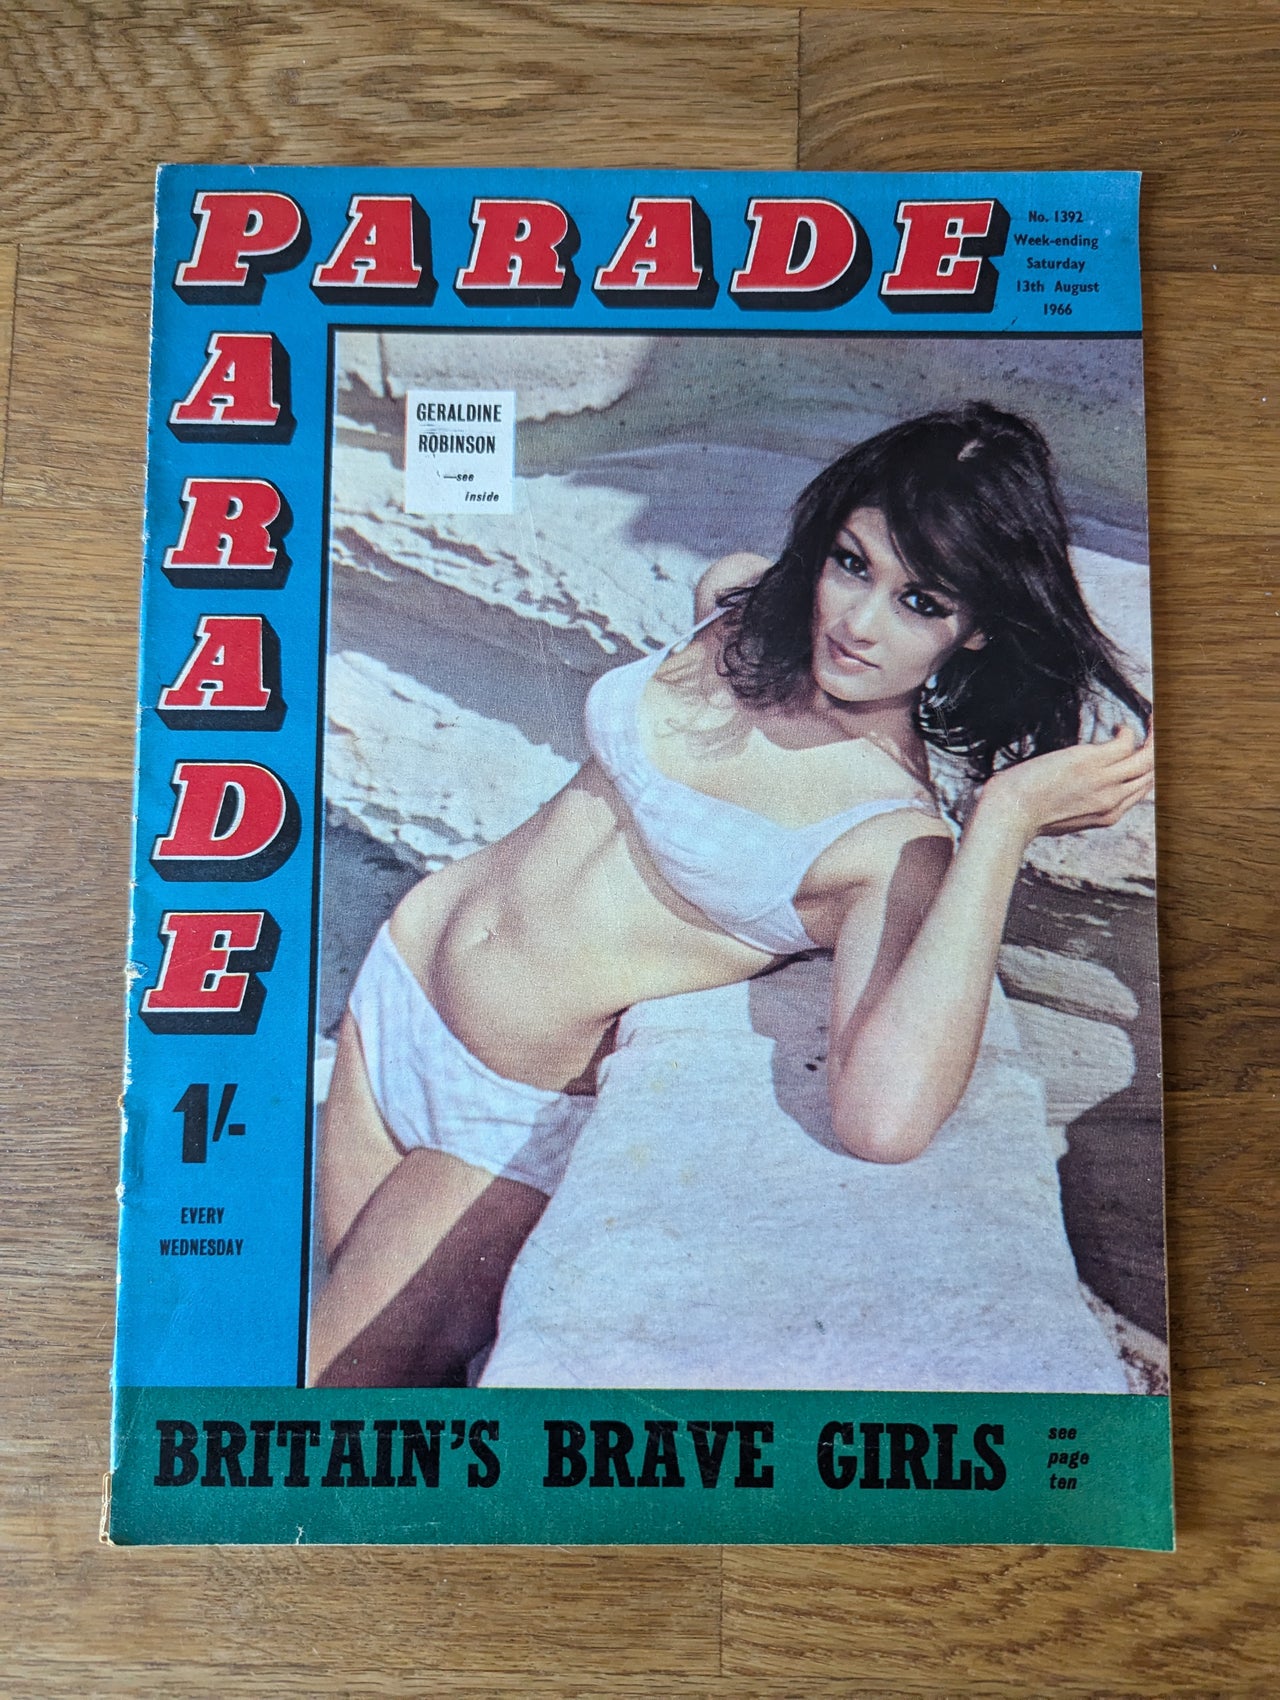 PARADE
No. 1392
Week-ending
Saturday
13th August
1966
PARADE
GERALDINE
ROBINSON
—see
inside
1/-
EVERY
WEDNESDAY
BRITAIN'S BRAVE GIRLS
see
page
ten